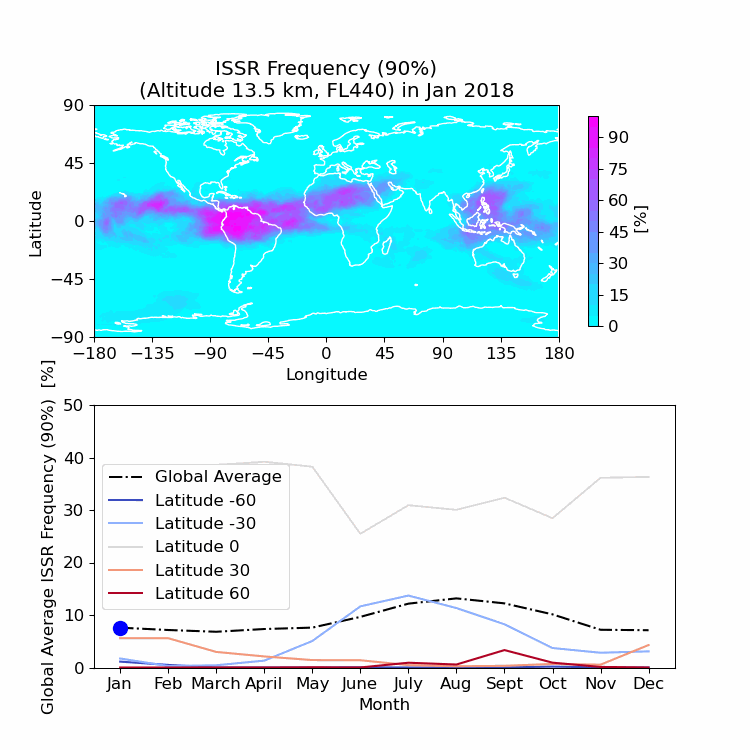 ISSR Frequency (90%)
(Altitude 13.5 km, FL440) in Jan 2018
90
45
0
−45
−90
Latitude
−180 −135 −90 −45 0 45 90 135 180
Longitude
90
75
60
45
30
15
0
[%]
50
40
30
20
10
0
Global Average ISSR Frequency (90%) [%]
Global Average
Latitude -60
Latitude -30
Latitude 0
Latitude 30
Latitude 60
Jan Feb March April May June July Aug Sept Oct Nov Dec
Month